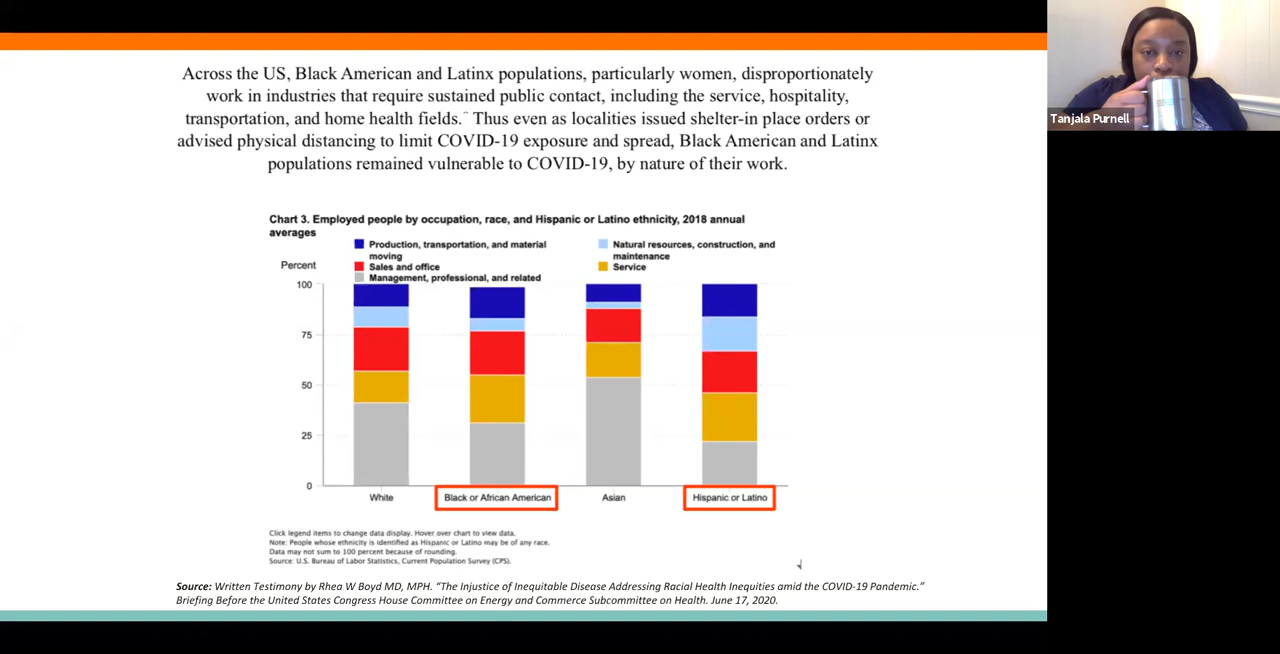 Across the US, Black American and Latinx populations, particularly women, disproportionately
work in industries that require sustained public contact, including the service, hospitality,
transportation, and home health fields. Thus even as localities issued shelter-in place orders or
advised physical distancing to limit COVID-19 exposure and spread, Black American and Latinx
populations remained vulnerable to COVID-19, by nature of their work.
Tanjala Purnell
Chart 3. Employed people by occupation, race, and Hispanic or Latino ethnicity, 2018 annual
averages
Production, transportation, and material
moving
Sales and office
Management, professional, and related
Natural resources, construction, and
maintenance
Service
Percent
100
75
50
25
0
White
Black or African American
Asian
Hispanic or Latino
Click legend items to change data display. Hover over chart to view data.
Note: People whose ethnicity is identified as Hispanic or Latino may be of any race.
Data may not sum to 100 percent because of rounding.
Source: U.S. Bureau of Labor Statistics, Current Population Survey (CPS).
Source: Written Testimony by Rhea W Boyd MD, MPH. “The Injustice of Inequitable Disease Addressing Racial Health Inequities amid the COVID-19 Pandemic.”
Briefing Before the United States Congress House Committee on Energy and Commerce Subcommittee on Health. June 17, 2020.